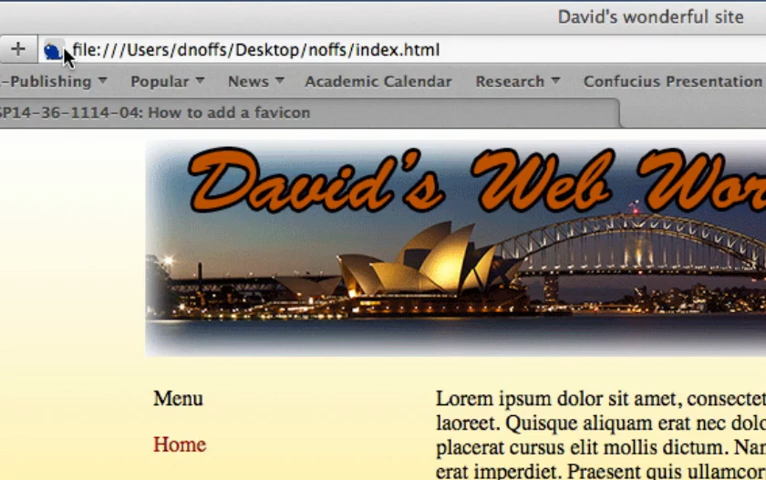 David's wonderful site
+ file:///Users/dnoffs/Desktop/noffs/index.html
-Publishing Popular News Academic Calendar Research Confucius Presentation
SP14-36-1114-04: How to add a favicon
David's Web Wor
Menu
Home
Lorem ipsum dolor sit amet, consectet
laoreet. Quisque aliquam erat nec dolo
placerat cursus elit mollis dictum. Nam
erat imperdiet. Praesent quis ullamcor